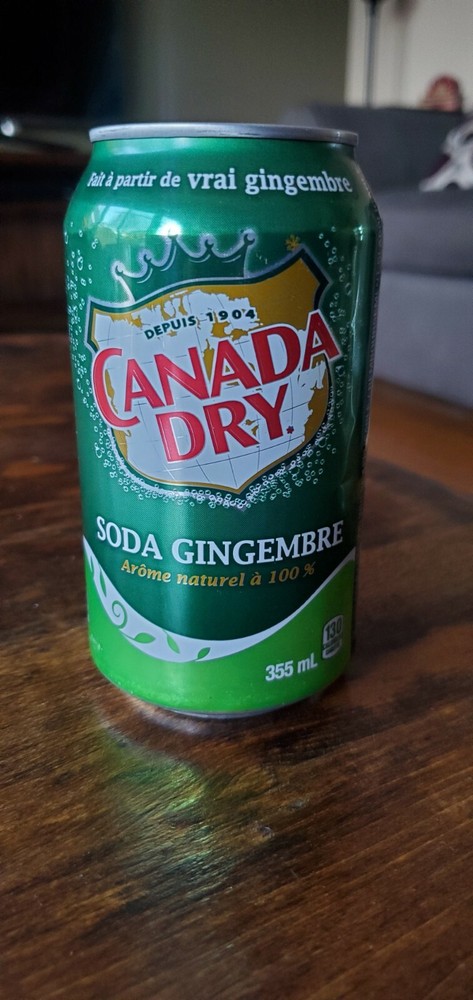 Fait à partir de vrai gingembre
DEPUIS 1904
CANADA
DRY
SODA GINGEMBRE
Arôme naturel à 100 %
130
355 mL